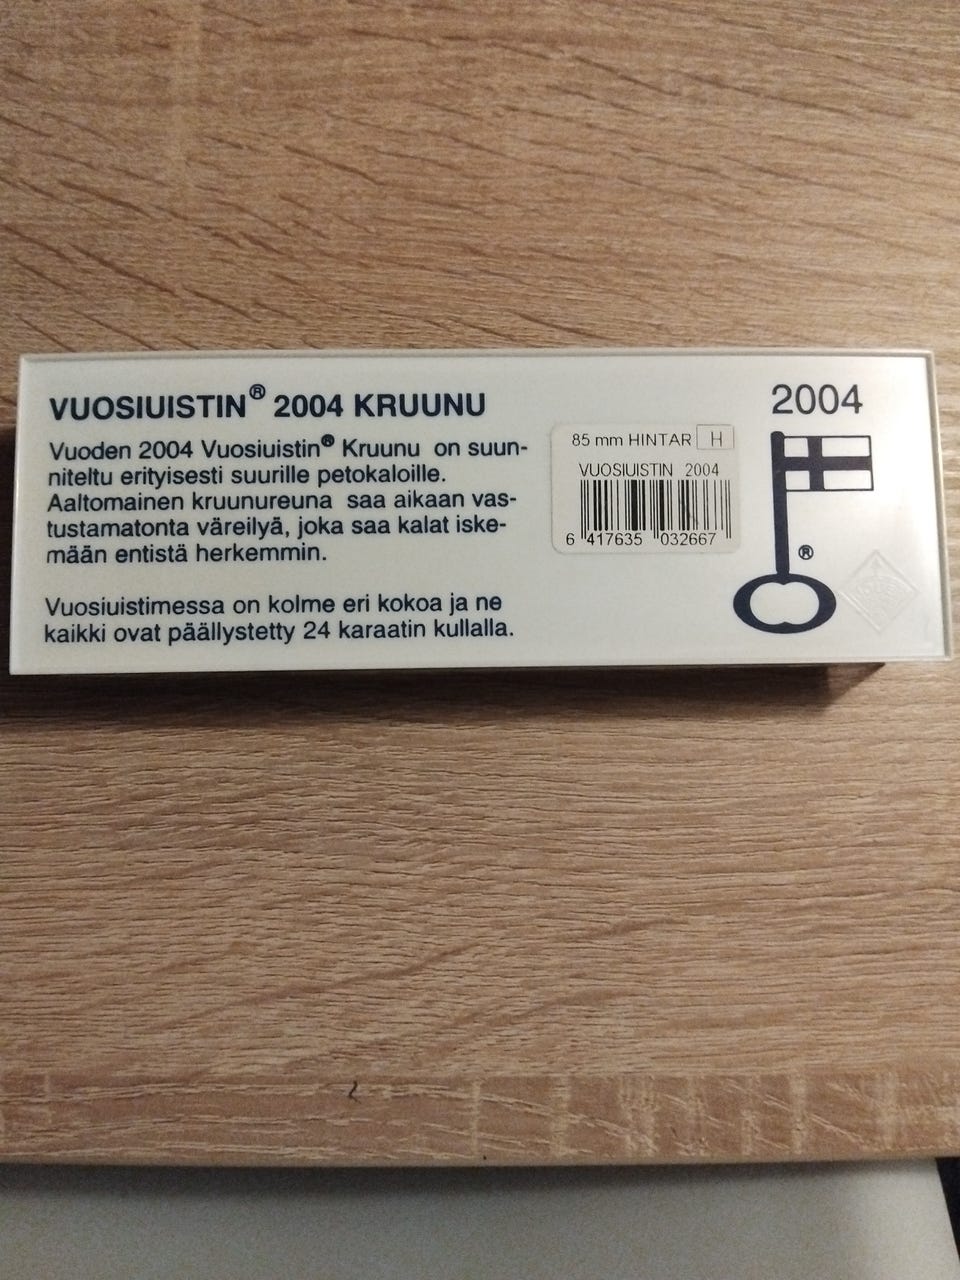 VUOSIUISTIN® 2004 KRUUNU
Vuoden 2004 Vuosiuistin® Kruunu on suun-
niteltu erityisesti suurille petokaloille.
Aaltomainen kruunureuna saa aikaan vas-
tustamatonta väreilyä, joka saa kalat iske-
mään entistä herkemmin.
Vuosiuistimessa on kolme eri kokoa ja ne
kaikki ovat päällystetty 24 karaatin kullalla.
85 mm HINTAR H
VUOSIUISTIN 2004
6 417635 032667
2004
®